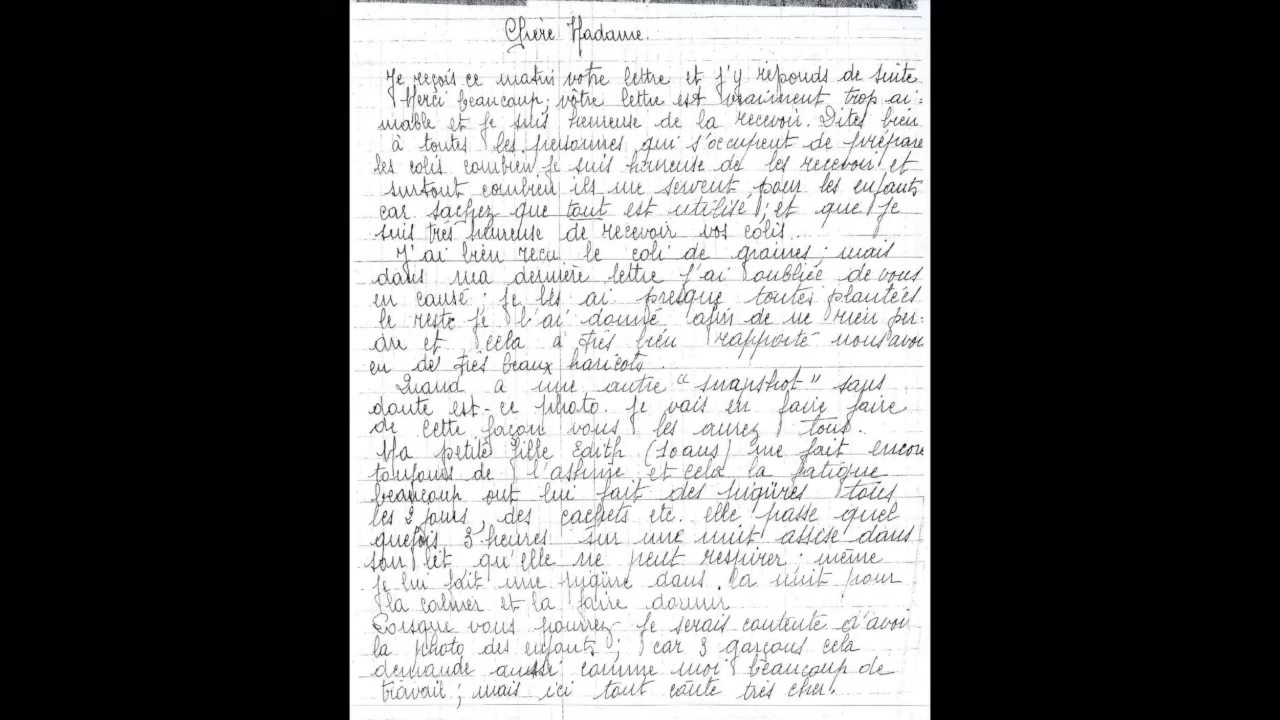 Chère Madame.
Je reçois ce matin votre lettre et j'y réponds de suite
Merci beaucoup; vôtre lettre est vraiment trop ai=
mable et je suis heureuse de la recevoir. Dites bien
à toutes les personnes qui s'occupent de prépare
les colis combien je suis heureuse de les recevoir et
surtout combien ils me servent pour les enfants
car sachez que tout est utilisé; et que je
suis très heureuse de recevoir vos colis.
J'ai bien reçu le coli de graines; mais
dans ma dernière lettre j'ai oubliée de vous
en causé; je les ai presque toutes plantées
le reste je l'ai donné afin de ne rien per=
dre et cela a très bien rapporté nous avon
eu de très beaux haricots.
Quand à une autre "snapshot" sans
doute est-ce photo. je vais en faire faire
de cette façon vous les aurez tous.
Ma petite fille Edith (10 ans) me fait encore
toujours de l'asthme et cela la fatigue
beaucoup ont lui fait des piqûres tous
les 2 jours, des cachets etc. elle passe quel
quefois 3 heures sur une nuit assise dans
son lit qu'elle ne peut respirer; même
je lui fait une piqûre dans la nuit pour
la calmer et la faire dormir
Lorsque vous pourrez je serais contente d'avoi
la photo des enfants; car 3 garçons cela
demande aussi comme moi beaucoup de
travail; mais ici tout coûte très cher.